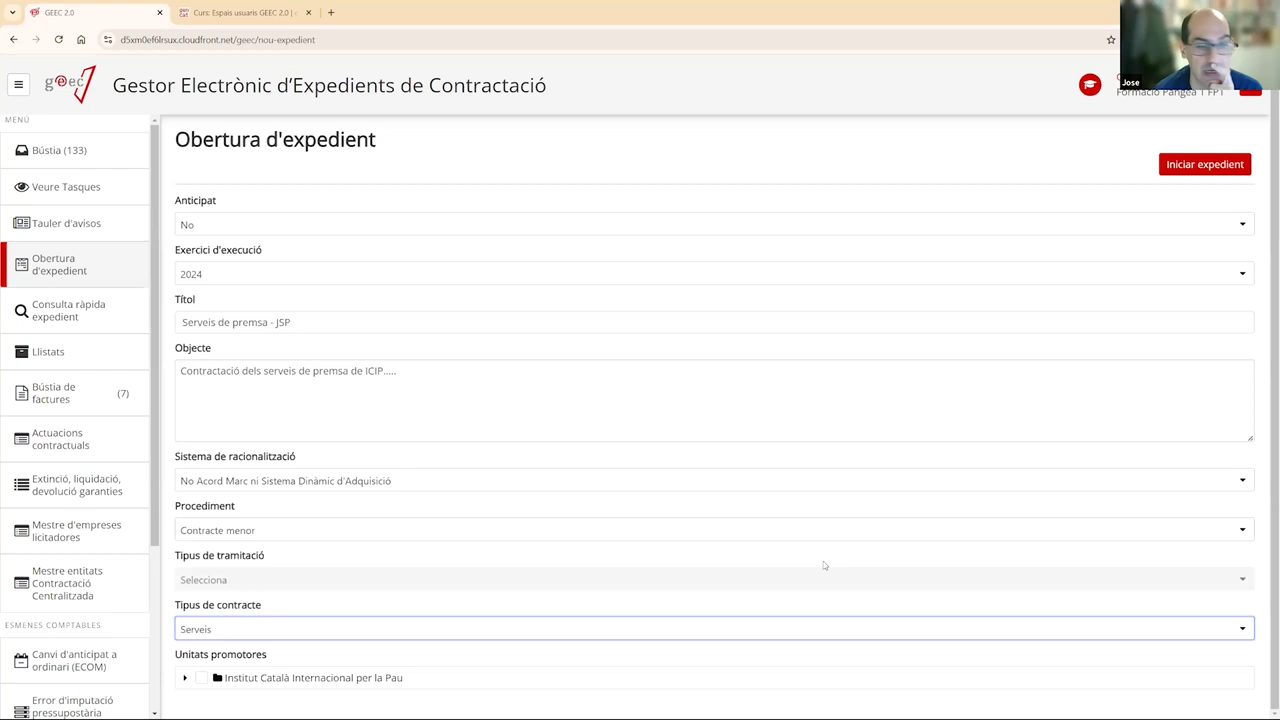 GEEC 2.0
Curs: Espais usuaris GEEC 2.0 |
d5xm0ef6lrsux.cloudfront.net/geec/nou-expedient
Jose
geec
Gestor Electrònic d'Expedients de Contractació
Formació Pangea 1 FP1
MENÚ
Bústia (133)
Veure Tasques
Tauler d'avisos
Obertura
d'expedient
Consulta ràpida
expedient
Llistats
Bústia de
factures
(7)
Actuacions
contractuals
Extinció, liquidació,
devolució garanties
Mestre d'empreses
licitadores
Mestre entitats
Contractació
Centralitzada
ESMENES COMPTABLES
Canvi d'anticipat a
ordinari (ECOM)
Error d'imputació
pressupostària
Obertura d'expedient
Iniciar expedient
Anticipat
No
Exercici d'execució
2024
Títol
Serveis de premsa - JSP
Objecte
Contractació dels serveis de premsa de ICIP.....
Sistema de racionalització
No Acord Marc ni Sistema Dinàmic d'Adquisició
Procediment
Contracte menor
Tipus de tramitació
Selecciona
Tipus de contracte
Serveis
Unitats promotores
Institut Català Internacional per la Pau